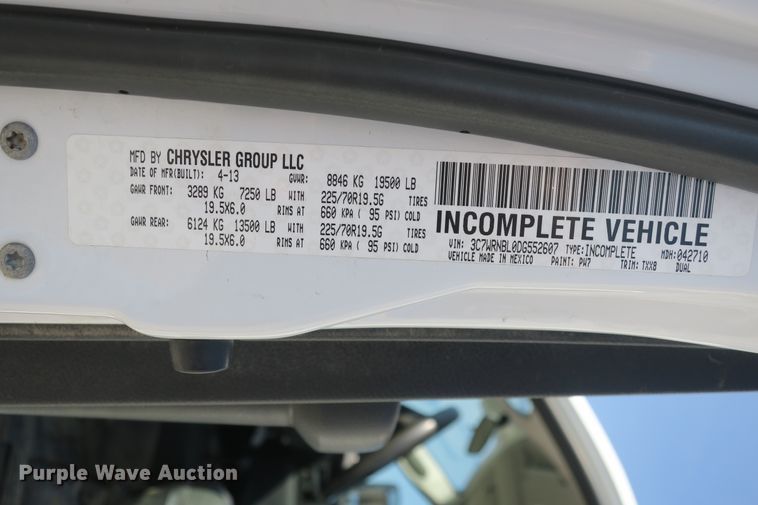 MFD BY CHRYSLER GROUP LLC
DATE OF MFR(BUILT): 4-13 GVWR: 8846 KG 19500 LB
GAWR FRONT: 3289 KG 7250 LB WITH 225/70R19.5G TIRES
19.5X6.0 RIMS AT 660 KPA ( 95 PSI) COLD
GAWR REAR: 6124 KG 13500 LB WITH 225/70R19.5G TIRES
19.5X6.0 RIMS AT 660 KPA ( 95 PSI) COLD
INCOMPLETE VEHICLE
VIN: 3C7WRNBL0DG552607 TYPE:INCOMPLETE MDH:042710
VEHICLE MADE IN MEXICO PAINT: PW7 TRIM: TXX8 DUAL
Purple Wave Auction